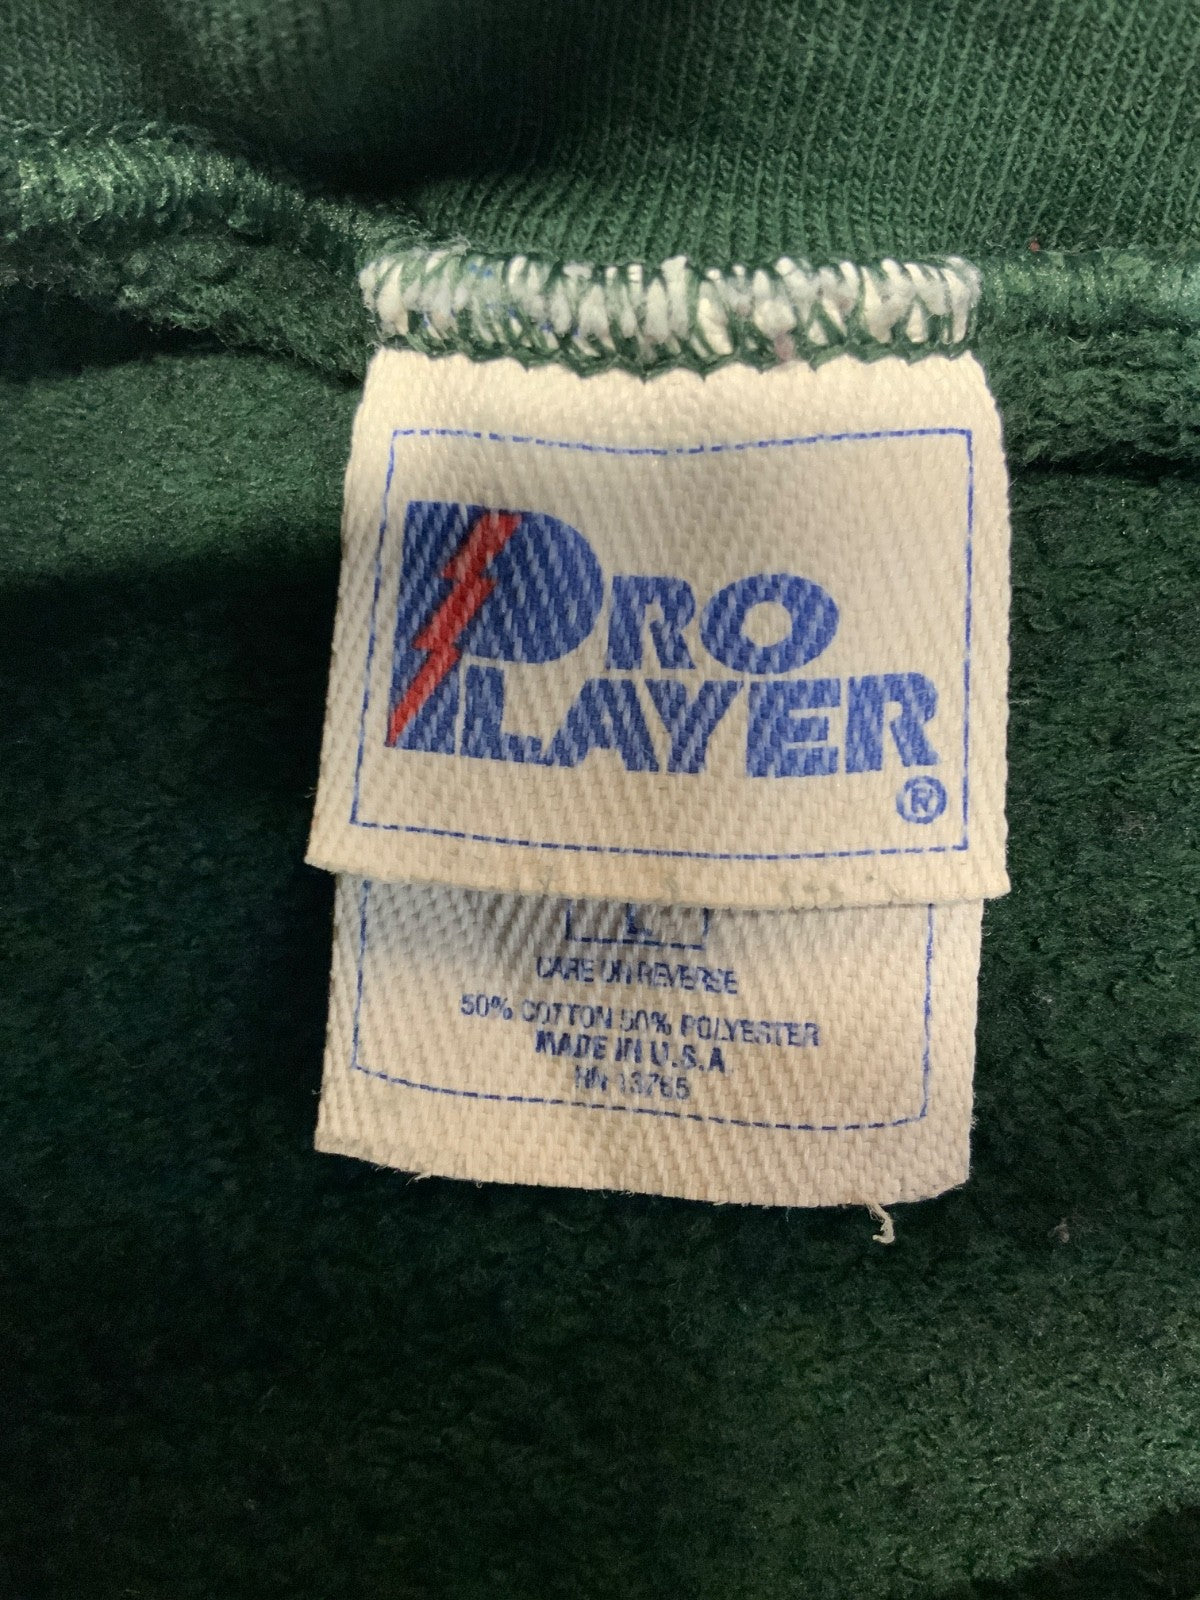 PRO
PLAYER
®
L
CARE ON REVERSE
50% COTTON 50% POLYESTER
MADE IN U.S.A.
RN 13765